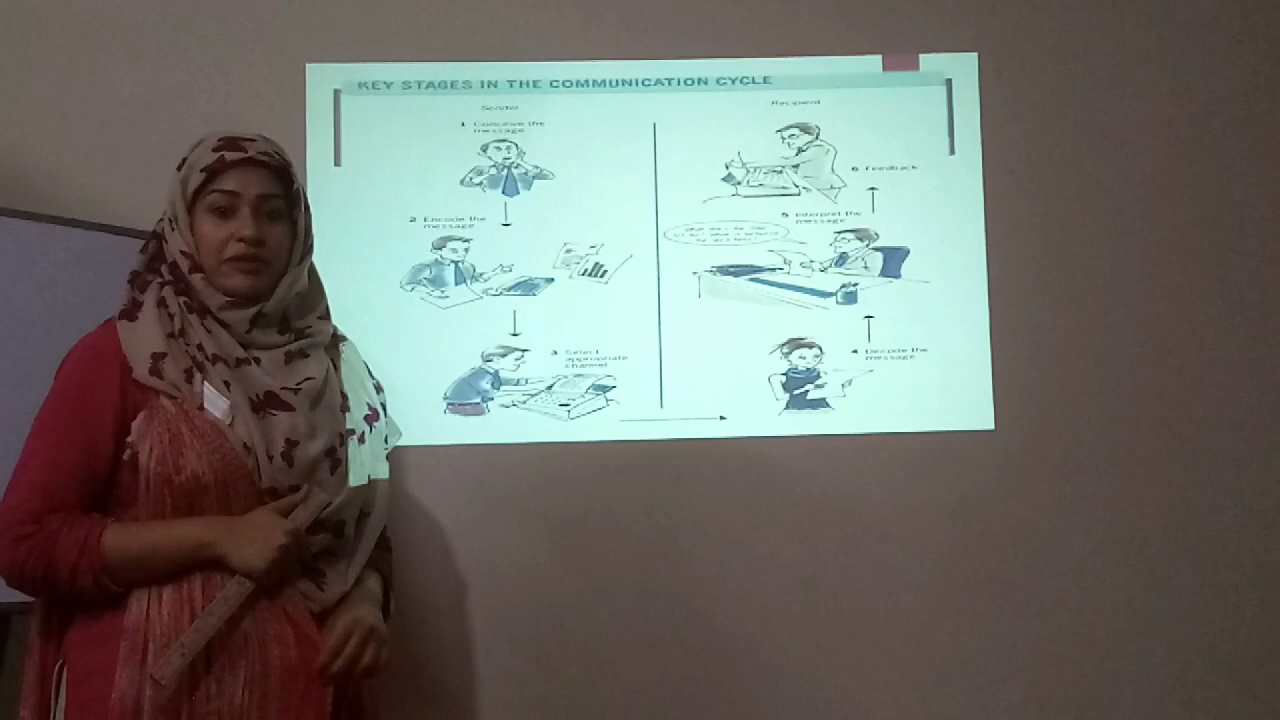 KEY STAGES IN THE COMMUNICATION CYCLE
Sender
1 Conceive the
message
2 Encode the
message
3 Select
appropriate
channel
Recipient
6 Feedback
5 Interpret the
message
4 Decode the
message